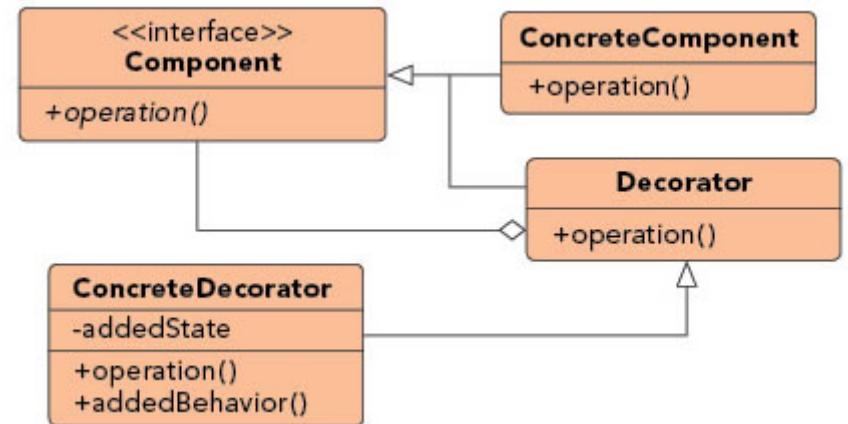 <<interface>>
Component
+operation()
ConcreteComponent
+operation()
Decorator
+operation()
ConcreteDecorator
-addedState
+operation()
+addedBehavior()